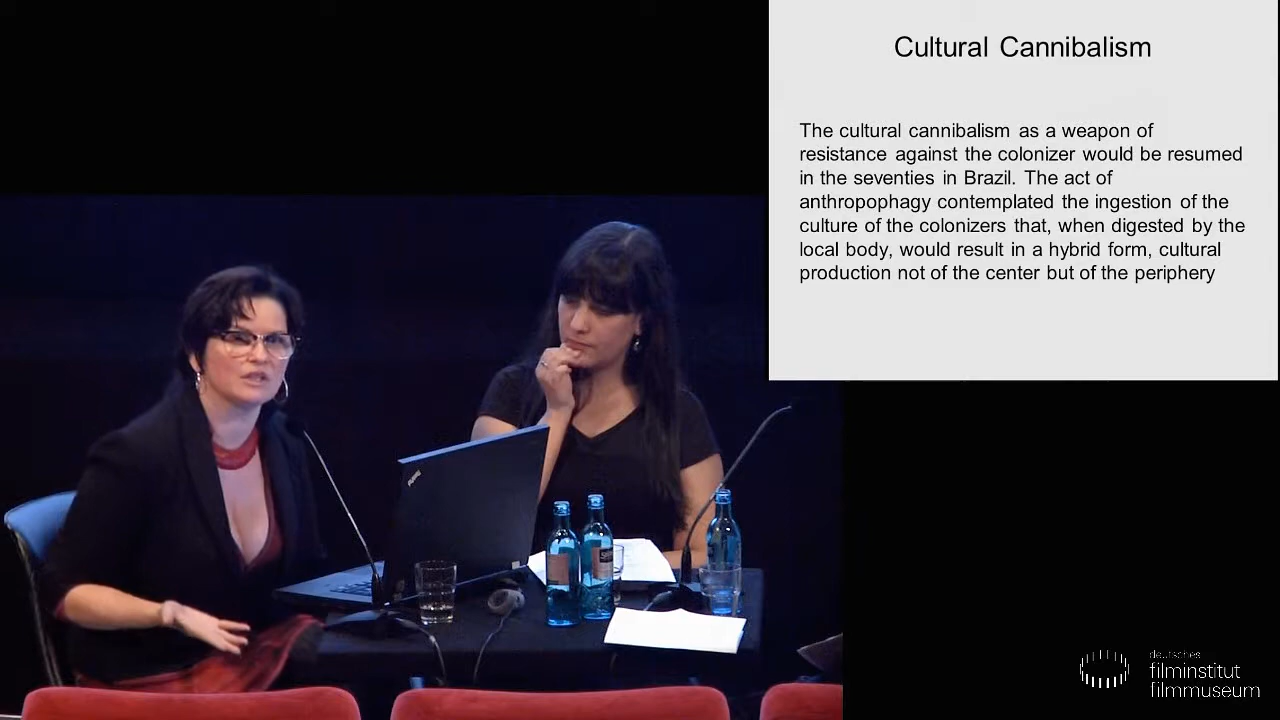 Cultural Cannibalism
The cultural cannibalism as a weapon of
resistance against the colonizer would be resumed
in the seventies in Brazil. The act of
anthropophagy contemplated the ingestion of the
culture of the colonizers that, when digested by the
local body, would result in a hybrid form, cultural
production not of the center but of the periphery
deutsches
filminstitut
filmmuseum